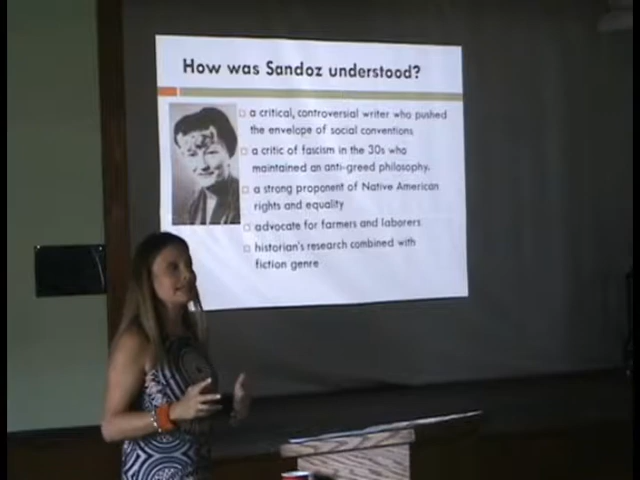 How was Sandoz understood?
a critical, controversial writer who pushed
the envelope of social conventions
a critic of fascism in the 30s who
maintained an anti-greed philosophy.
a strong proponent of Native American
rights and equality
advocate for farmers and laborers
historian's research combined with
fiction genre